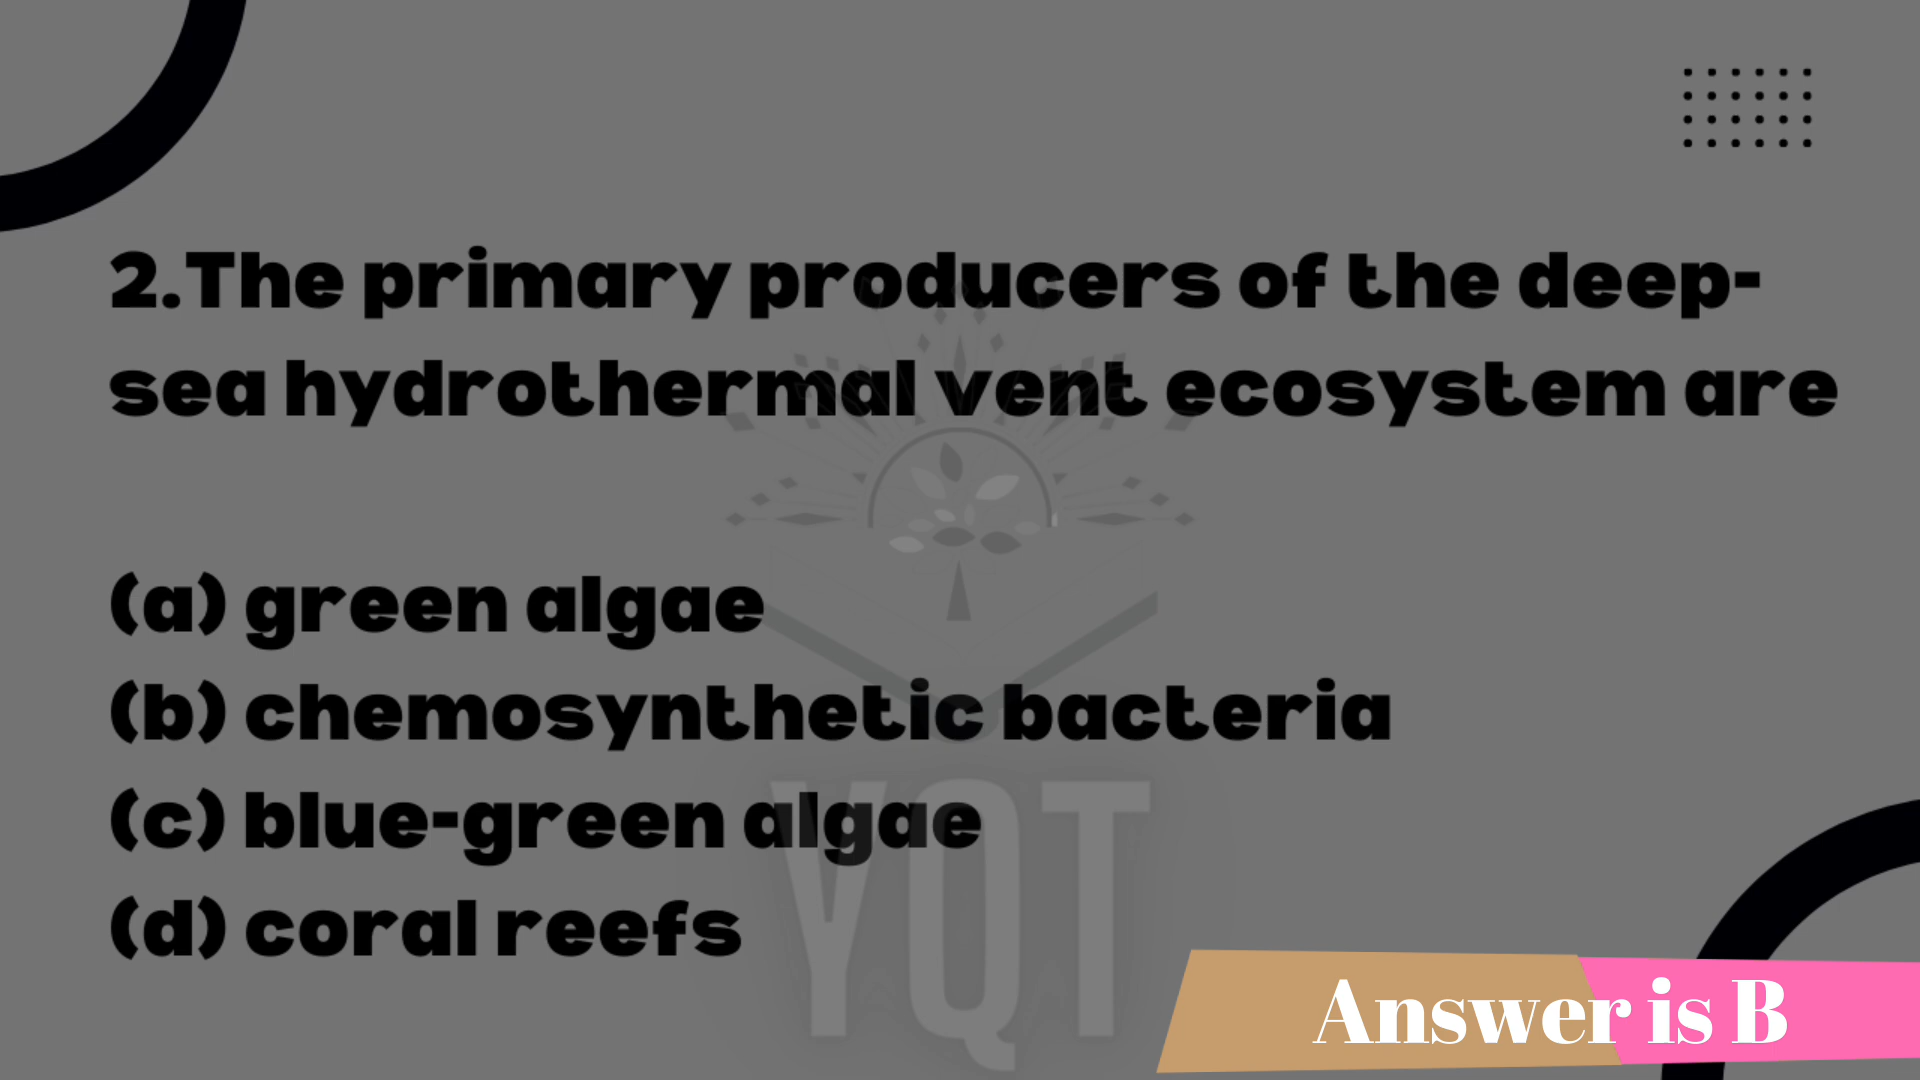 2.The primary producers of the deep-
sea hydrothermal vent ecosystem are
(a) green algae
(b) chemosynthetic bacteria
(c) blue-green algae
(d) coral reefs
YQT
Answer is B